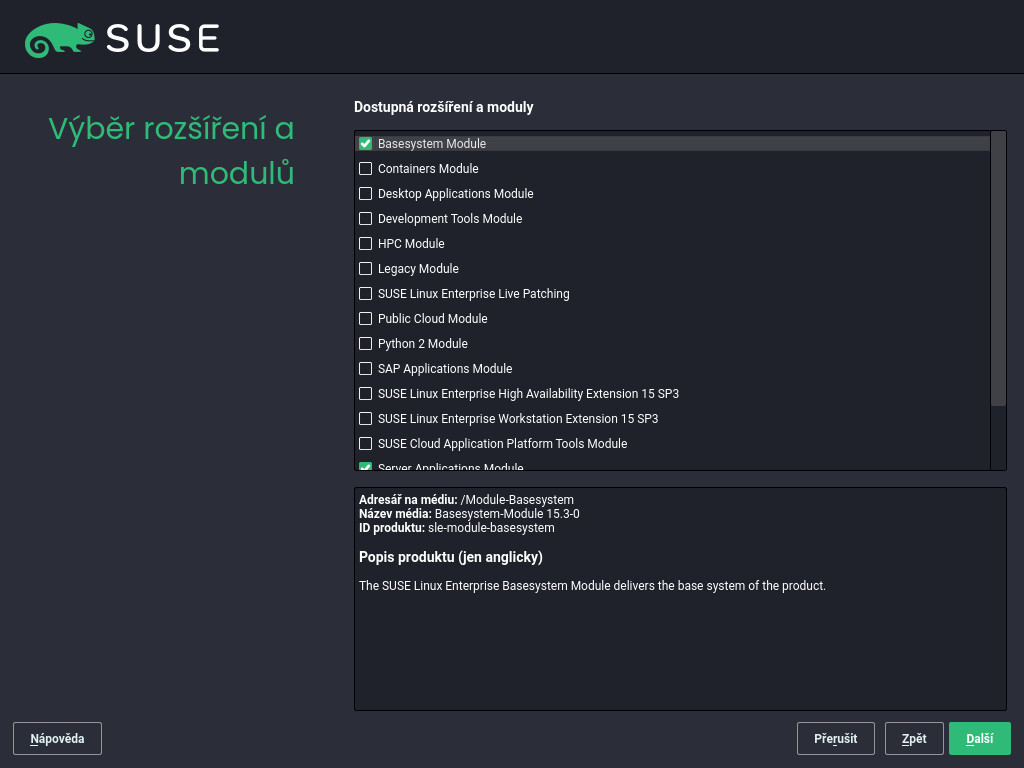 SUSE
Výběr rozšíření a
modulů
Dostupná rozšíření a moduly
Basesystem Module
Containers Module
Desktop Applications Module
Development Tools Module
HPC Module
Legacy Module
SUSE Linux Enterprise Live Patching
Public Cloud Module
Python 2 Module
SAP Applications Module
SUSE Linux Enterprise High Availability Extension 15 SP3
SUSE Linux Enterprise Workstation Extension 15 SP3
SUSE Cloud Application Platform Tools Module
Server Applications Module
Adresář na médiu: /Module-Basesystem
Název média: Basesystem-Module 15.3-0
ID produktu: sle-module-basesystem
Popis produktu (jen anglicky)
The SUSE Linux Enterprise Basesystem Module delivers the base system of the product.
Nápověda
Přerušit
Zpět
Další